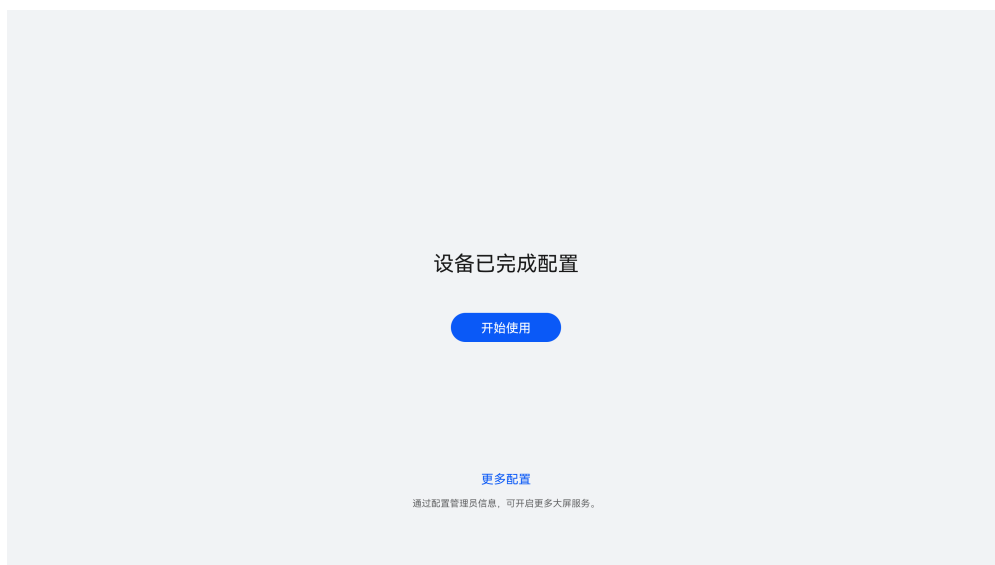 设备已完成配置
开始使用
更多配置
通过配置管理员信息，可开启更多大屏服务。